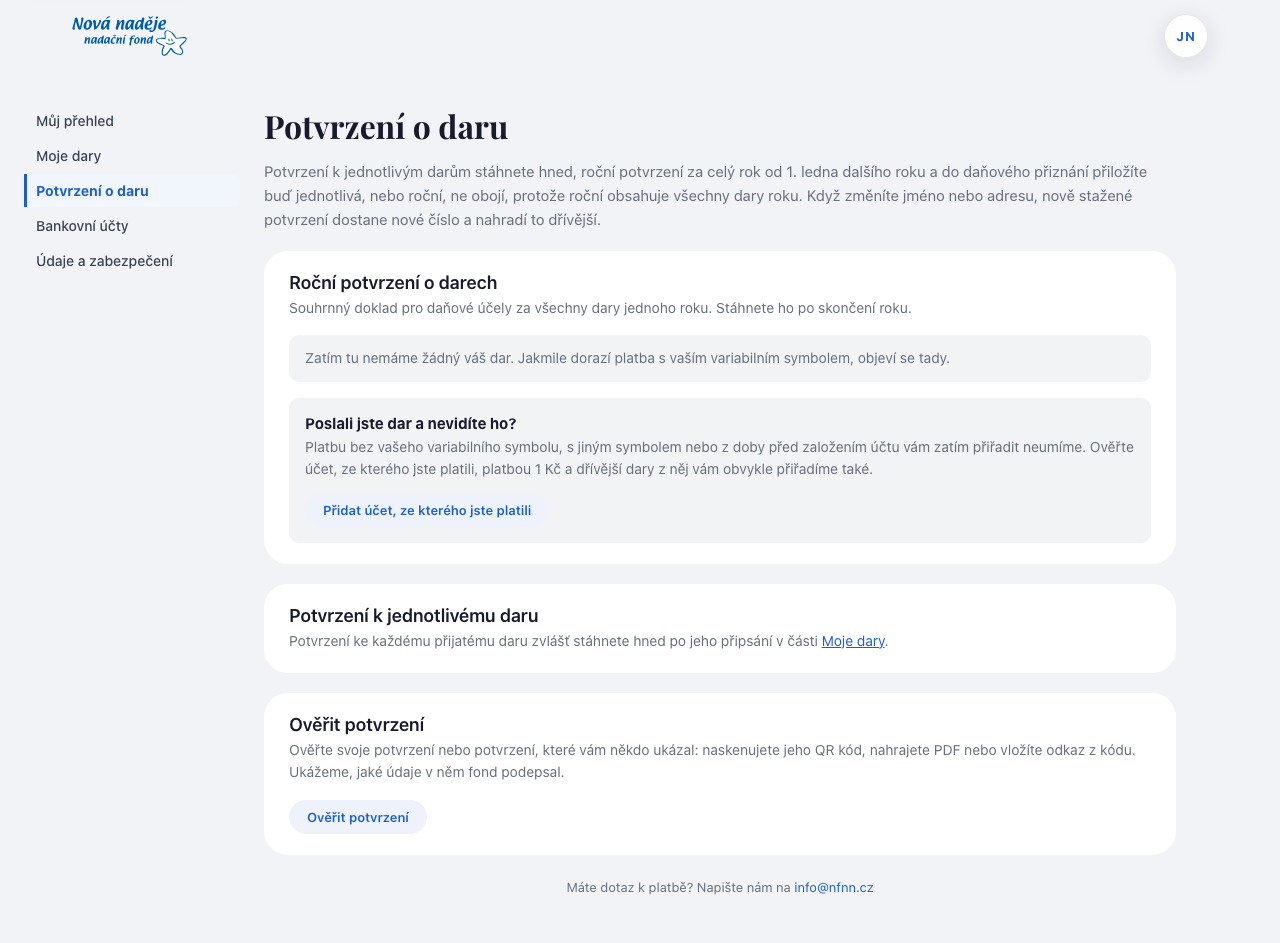 Nová naděje
nadační fond
JN
Můj přehled
Moje dary
Potvrzení o daru
Bankovní účty
Údaje a zabezpečení
Potvrzení o daru
Potvrzení k jednotlivým darům stáhnete hned, roční potvrzení za celý rok od 1. ledna dalšího roku a do daňového přiznání přiložíte
buď jednotlivá, nebo roční, ne obojí, protože roční obsahuje všechny dary roku. Když změníte jméno nebo adresu, nově stažené
potvrzení dostane nové číslo a nahradí to dřívější.
Roční potvrzení o darech
Souhrnný doklad pro daňové účely za všechny dary jednoho roku. Stáhnete ho po skončení roku.
Zatím tu nemáme žádný váš dar. Jakmile dorazí platba s vaším variabilním symbolem, objeví se tady.
Poslali jste dar a nevidíte ho?
Platbu bez vašeho variabilního symbolu, s jiným symbolem nebo z doby před založením účtu vám zatím přiřadit neumíme. Ověřte
účet, ze kterého jste platili, platbou 1 Kč a dřívější dary z něj vám obvykle přiřadíme také.
Přidat účet, ze kterého jste platili
Potvrzení k jednotlivému daru
Potvrzení ke každému přijatému daru zvlášť stáhnete hned po jeho připsání v části Moje dary.
Ověřit potvrzení
Ověřte svoje potvrzení nebo potvrzení, které vám někdo ukázal: naskenujete jeho QR kód, nahrajete PDF nebo vložíte odkaz z kódu.
Ukážeme, jaké údaje v něm fond podepsal.
Ověřit potvrzení
Máte dotaz k platbě? Napište nám na info@nfnn.cz